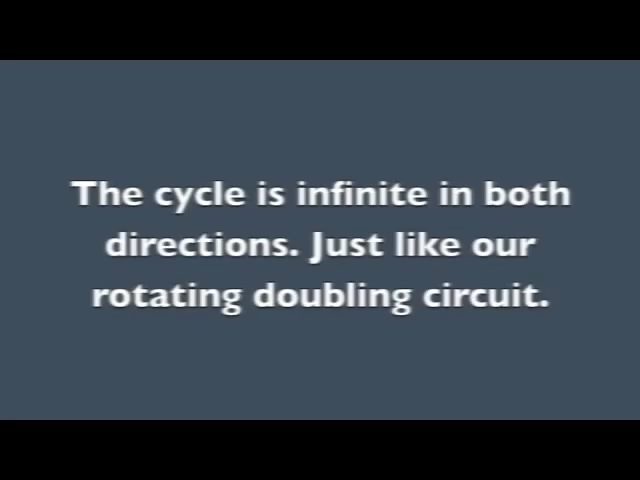 The cycle is infinite in both
directions. Just like our
rotating doubling circuit.